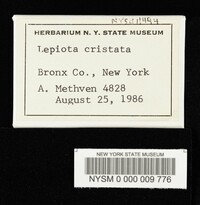 HERBARIUM N. Y. STATE MUSEUM
Lepiota cristata
Bronx Co., New York
A. Methven 4828
August 25, 1986
NEW YORK STATE MUSEUM
NYSM 0 000 009 776